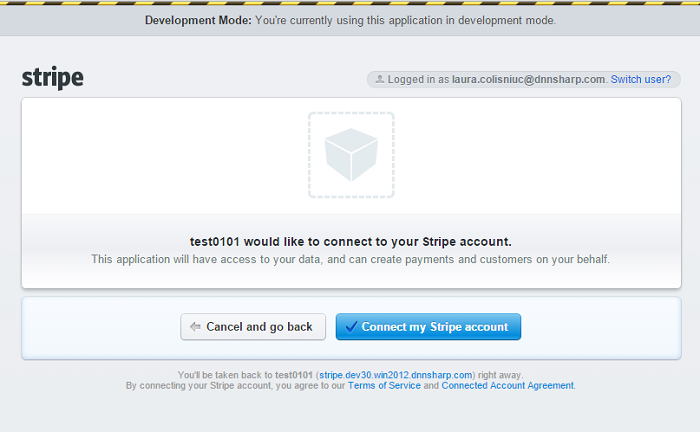 Development Mode: You're currently using this application in development mode.
stripe
Logged in as laura.colisniuc@dnnsharp.com. Switch user?
test0101 would like to connect to your Stripe account.
This application will have access to your data, and can create payments and customers on your behalf.
Cancel and go back
Connect my Stripe account
You'll be taken back to test0101 (stripe.dev30.win2012.dnnsharp.com) right away.
By connecting your Stripe account, you agree to our Terms of Service and Connected Account Agreement.